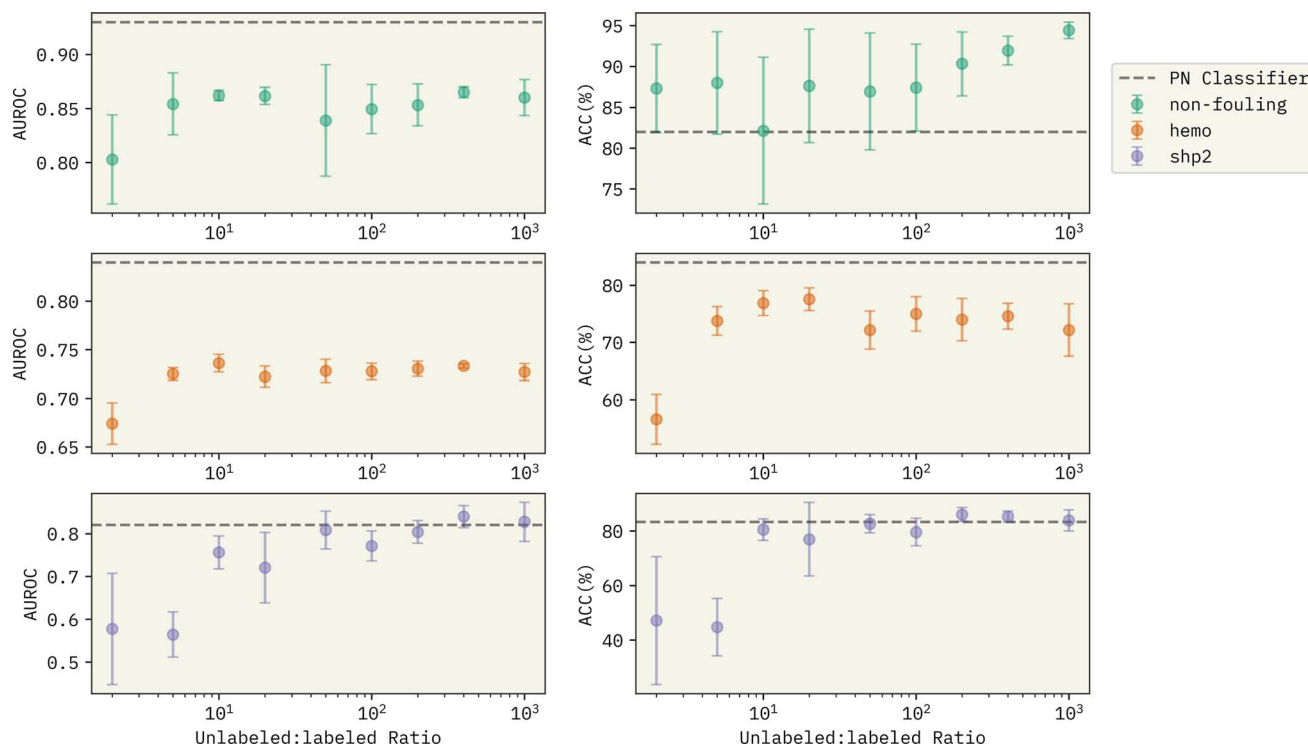 AUROC
0.90
0.85
0.80
10¹ 10² 10³
ACC(%)
95
90
85
80
75
10¹ 10² 10³
PN Classifier
non-fouling
hemo
shp2
AUROC
0.80
0.75
0.70
0.65
10¹ 10² 10³
ACC(%)
80
70
60
10¹ 10² 10³
AUROC
0.8
0.7
0.6
0.5
10¹ 10² 10³
Unlabeled:labeled Ratio
ACC(%)
80
60
40
10¹ 10² 10³
Unlabeled:labeled Ratio